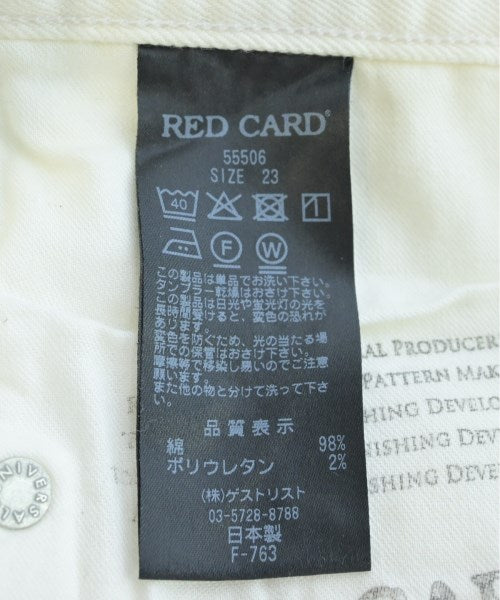 RED CARD®
55506
SIZE 23
40
この製品は単品でお洗い下さい。
タンブラー乾燥はおさけ下さい。
この製品は日光や蛍光灯の光を
長時間受けると、変色の恐れが
あります。
変色を防ぐため、光の当たる場
所での保管はおさけ下さい。
摩擦等で移染し易いのでご注意
願います。
また他の物と分けて洗って下さ
い。
品質表示
綿 98%
ポリウレタン 2%
(株)ゲストリスト
03-5728-8788
日本製
F-763
AL PRODUCER
PATTERN MAK
HING DEVELO
NISHING DEVE
SHING DEVE
NIVERSAL